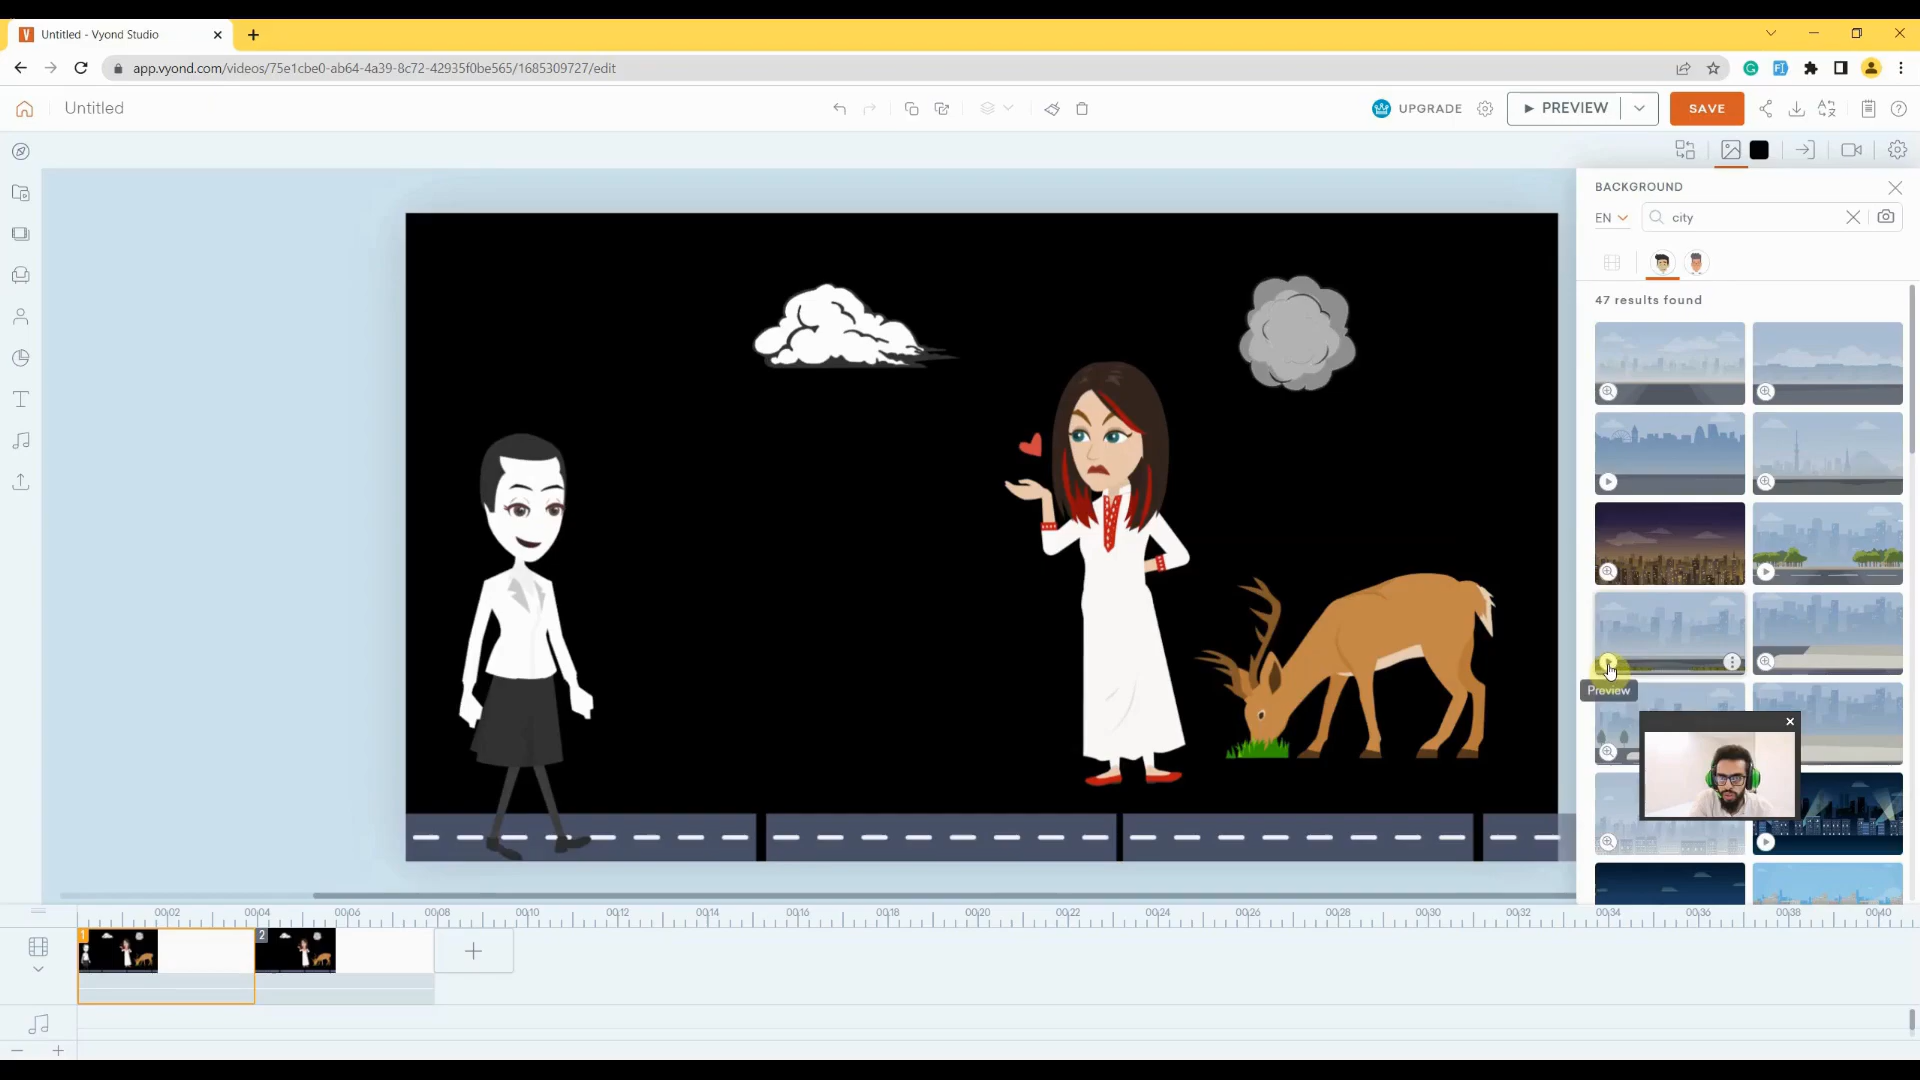 Untitled - Vyond Studio
app.vyond.com/videos/75e1cbe0-ab64-4a39-8c72-42935f0be565/1685309727/edit
Untitled
UPGRADE
PREVIEW
SAVE
BACKGROUND
EN
city
47 results found
Preview
00:02 00:04 00:06 00:08 00:10 00:12 00:14 00:16 00:18 00:20 00:22 00:24 00:26 00:28 00:30 00:32 00:34 00:36 00:38 00:40
1
2